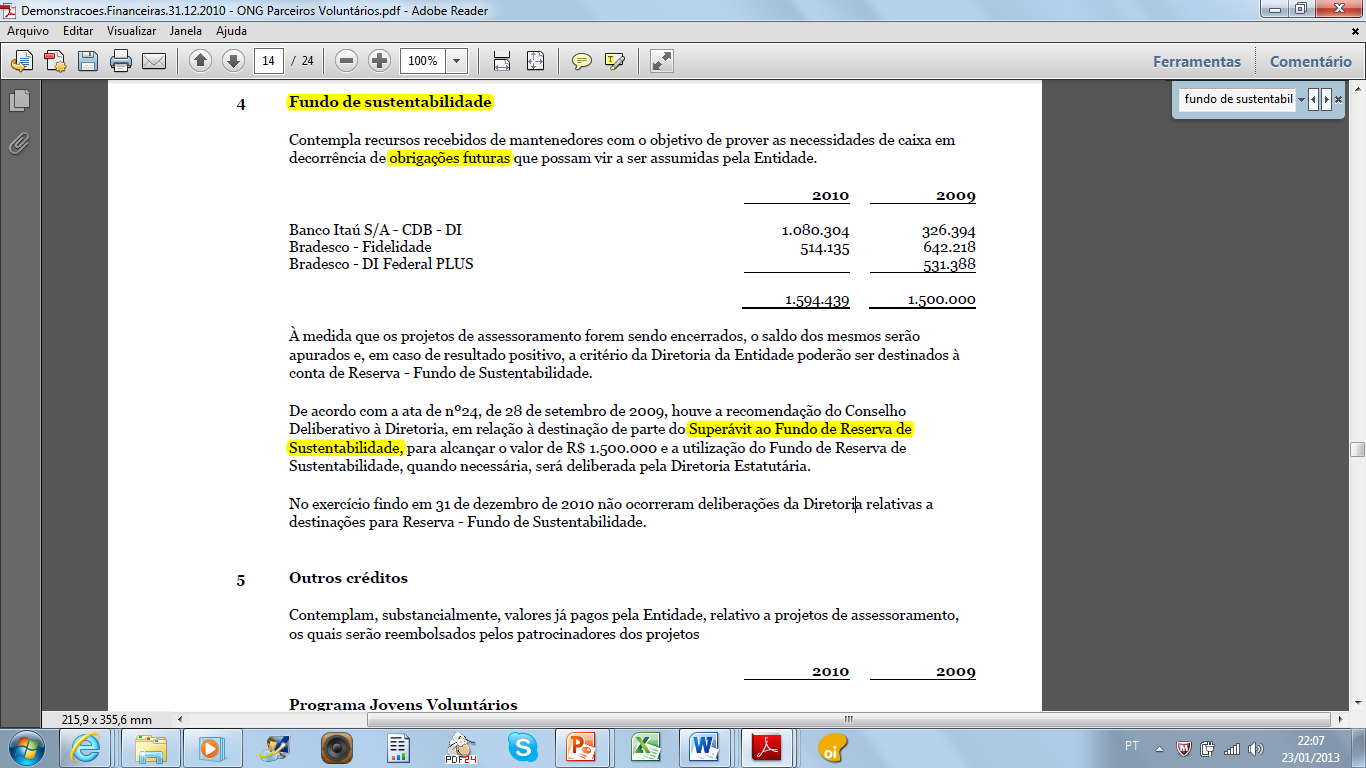 Demonstracoes.Financeiras.31.12.2010 - ONG Parceiros Voluntários.pdf - Adobe Reader
Arquivo Editar Visualizar Janela Ajuda
14 / 24 100% Ferramentas Comentário
fundo de sustentabil
4 Fundo de sustentabilidade
Contempla recursos recebidos de mantenedores com o objetivo de prover as necessidades de caixa em
decorrência de obrigações futuras que possam vir a ser assumidas pela Entidade.
2010 2009
Banco Itaú S/A - CDB - DI 1.080.304 326.394
Bradesco - Fidelidade 514.135 642.218
Bradesco - DI Federal PLUS 531.388
1.594.439 1.500.000
À medida que os projetos de assessoramento forem sendo encerrados, o saldo dos mesmos serão
apurados e, em caso de resultado positivo, a critério da Diretoria da Entidade poderão ser destinados à
conta de Reserva - Fundo de Sustentabilidade.
De acordo com a ata de nº24, de 28 de setembro de 2009, houve a recomendação do Conselho
Deliberativo à Diretoria, em relação à destinação de parte do Superávit ao Fundo de Reserva de
Sustentabilidade, para alcançar o valor de R$ 1.500.000 e a utilização do Fundo de Reserva de
Sustentabilidade, quando necessária, será deliberada pela Diretoria Estatutária.
No exercício findo em 31 de dezembro de 2010 não ocorreram deliberações da Diretoria relativas a
destinações para Reserva - Fundo de Sustentabilidade.
5 Outros créditos
Contemplam, substancialmente, valores já pagos pela Entidade, relativo a projetos de assessoramento,
os quais serão reembolsados pelos patrocinadores dos projetos
2010 2009
Programa Jovens Voluntários
215,9 x 355,6 mm
PDF24
oi
PT
22:07
23/01/2013